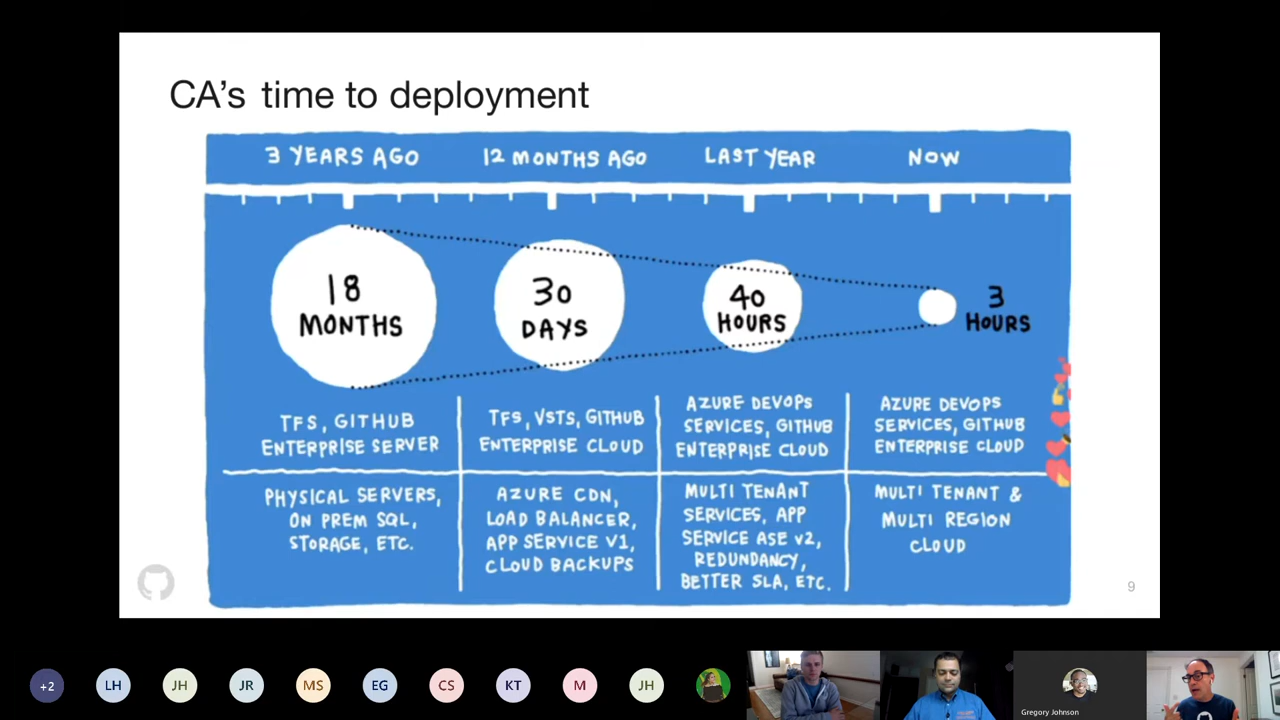 CA's time to deployment
3 YEARS AGO
12 MONTHS AGO
LAST YEAR
NOW
18
MONTHS
30
DAYS
40
HOURS
3
HOURS
TFS, GITHUB
ENTERPRISE SERVER
TFS, VSTS, GITHUB
ENTERPRISE CLOUD
AZURE DEVOPS
SERVICES, GITHUB
ENTERPRISE CLOUD
AZURE DEVOPS
SERVICES, GITHUB
ENTERPRISE CLOUD
PHYSICAL SERVERS,
ON PREM SQL,
STORAGE, ETC.
AZURE CDN,
LOAD BALANCER,
APP SERVICE V1,
CLOUD BACKUPS
MULTI TENANT
SERVICES, APP
SERVICE ASE V2,
REDUNDANCY,
BETTER SLA, ETC.
MULTI TENANT &
MULTI REGION
CLOUD
9
+2
LH
JH
JR
MS
EG
CS
KT
M
JH
Gregory Johnson